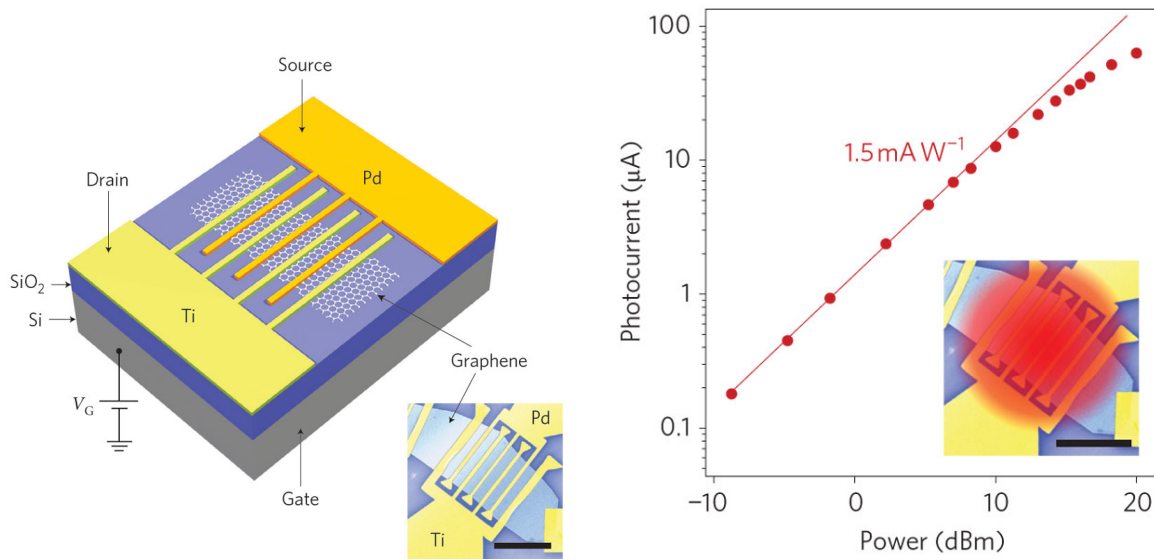 Source
Pd
Drain
SiO2
Si
Ti
Graphene
VG
Gate
Pd
Ti
Photocurrent (μA)
100
10
1
0.1
1.5 mA W−1
−10
0
10
20
Power (dBm)